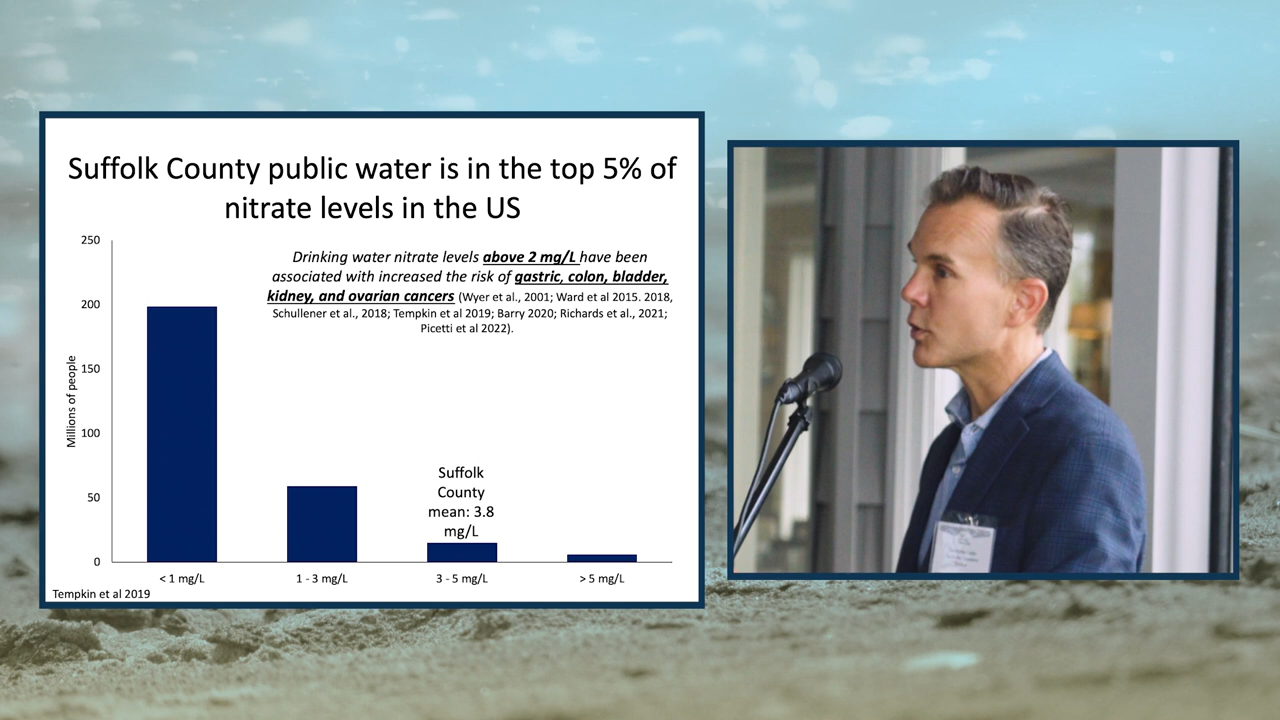 Suffolk County public water is in the top 5% of
nitrate levels in the US
250
200
150
100
50
0
Millions of people
Drinking water nitrate levels above 2 mg/L have been
associated with increased the risk of gastric, colon, bladder,
kidney, and ovarian cancers (Wyer et al., 2001; Ward et al 2015. 2018,
Schullener et al., 2018; Tempkin et al 2019; Barry 2020; Richards et al., 2021;
Picetti et al 2022).
Suffolk
County
mean: 3.8
mg/L
< 1 mg/L
1 - 3 mg/L
3 - 5 mg/L
> 5 mg/L
Tempkin et al 2019